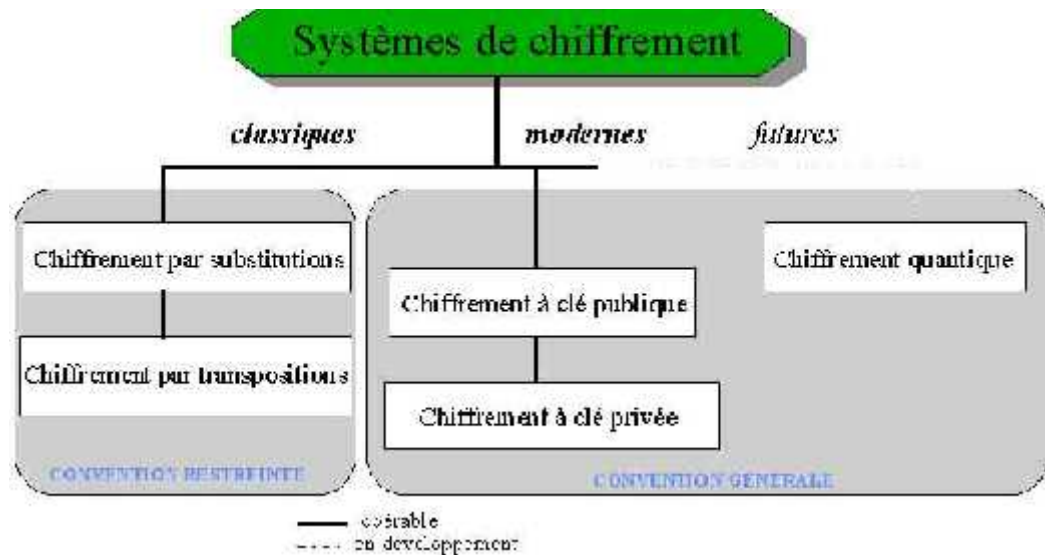 Systèmes de chiffrement
classiques modernes futures
Chiffrement par substitutions
Chiffrement quantique
Chiffrement à clé publique
Chiffrement par transpositions
Chiffrement à clé privée
CONVENTION RESTREINTE
CONVENTION GENERALE
opérable
en developpement